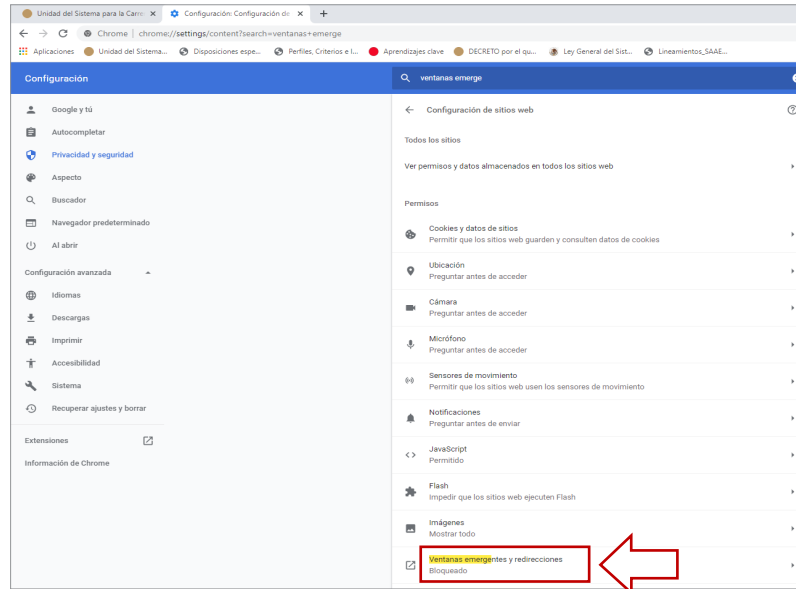 Unidad del Sistema para la Carre
Configuración: Configuración de
Chrome | chrome://settings/content?search=ventanas+emerge
Aplicaciones
Unidad del Sistema...
Disposiciones espe...
Perfiles, Criterios e I...
Aprendizajes clave
DECRETO por el qu...
Ley General del Sist...
Lineamientos_SAAE...
Configuración
ventanas emerge
Google y tú
Autocompletar
Privacidad y seguridad
Aspecto
Buscador
Navegador predeterminado
Al abrir
Configuración avanzada
Idiomas
Descargas
Imprimir
Accesibilidad
Sistema
Recuperar ajustes y borrar
Extensiones
Información de Chrome
Configuración de sitios web
Todos los sitios
Ver permisos y datos almacenados en todos los sitios web
Permisos
Cookies y datos de sitios
Permitir que los sitios web guarden y consulten datos de cookies
Ubicación
Preguntar antes de acceder
Cámara
Preguntar antes de acceder
Micrófono
Preguntar antes de acceder
Sensores de movimiento
Permitir que los sitios web usen los sensores de movimiento
Notificaciones
Preguntar antes de enviar
JavaScript
Permitido
Flash
Impedir que los sitios web ejecuten Flash
Imágenes
Mostrar todo
Ventanas emergentes y redirecciones
Bloqueado